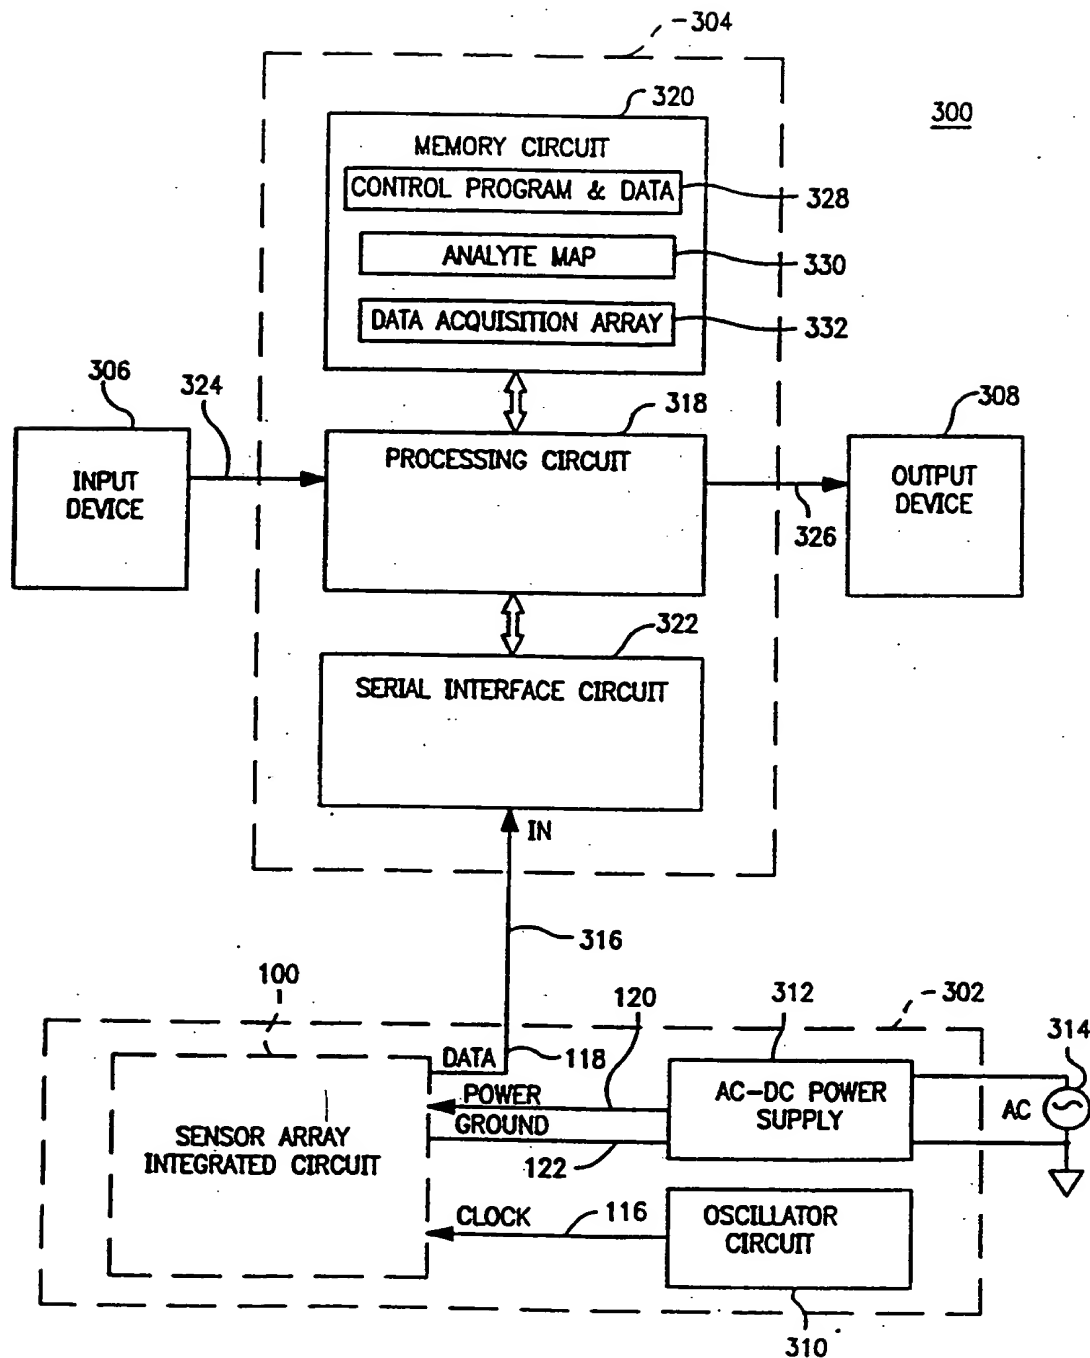 304
320
300
MEMORY CIRCUIT
CONTROL PROGRAM & DATA
328
ANALYTE MAP
330
DATA ACQUISITION ARRAY
332
306
324
318
308
INPUT
DEVICE
PROCESSING CIRCUIT
OUTPUT
DEVICE
326
322
SERIAL INTERFACE CIRCUIT
IN
316
100
120
312
302
314
DATA
118
POWER
GROUND
122
AC-DC POWER
SUPPLY
AC
SENSOR ARRAY
INTEGRATED CIRCUIT
CLOCK
116
OSCILLATOR
CIRCUIT
310